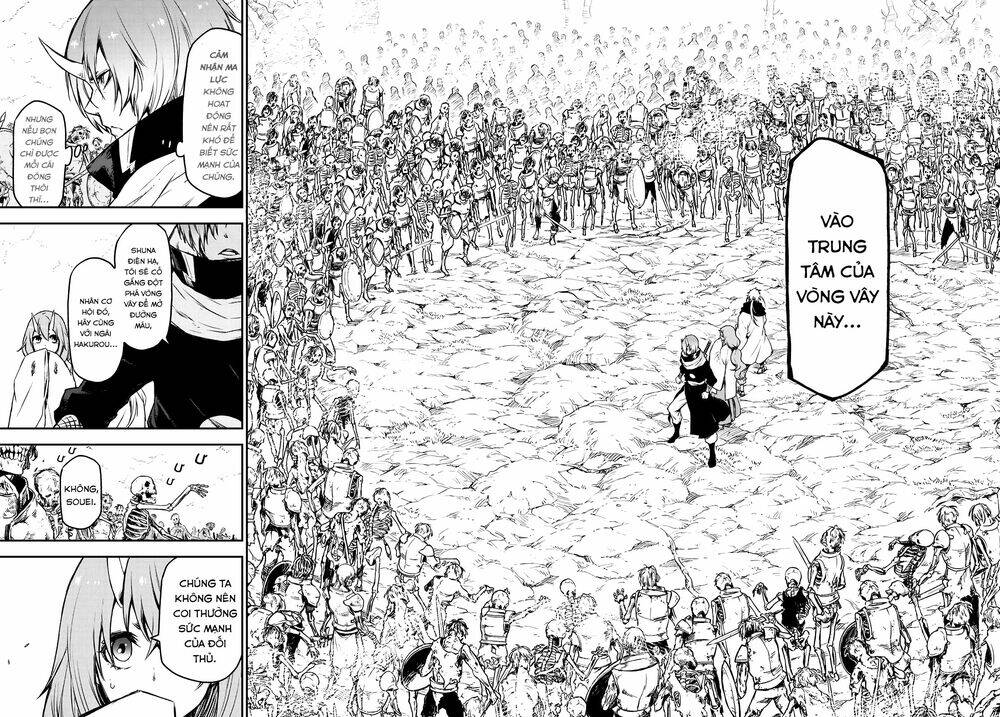 VÀO
TRUNG
TÂM CỦA
VÒNG VÂY
NÀY...
CẢM
NHẬN MA
LỰC
KHÔNG
HOẠT
ĐỘNG
NÊN RẤT
KHÓ ĐỂ
BIẾT SỨC
MẠNH CỦA
CHÚNG.
NHƯNG
NẾU BỌN
CHÚNG
CHỈ ĐƯỢC
MỖI CÁI
ĐÔNG
THÔI
THÌ...
SHUNA
ĐIỆN HẠ,
TÔI SẼ CỐ
GẮNG ĐỘT
PHÁ VÒNG
VÂY ĐỂ MỞ
ĐƯỜNG
MÁU,
NHÂN CƠ
HỘI ĐÓ,
HÃY CÙNG
VỚI NGÀI
HAKUROU...
Ư
Ư
KHÔNG,
SOUEI.
CHÚNG TA
KHÔNG NÊN
COI THƯỜNG
SỨC MẠNH
CỦA ĐỐI
THỦ.